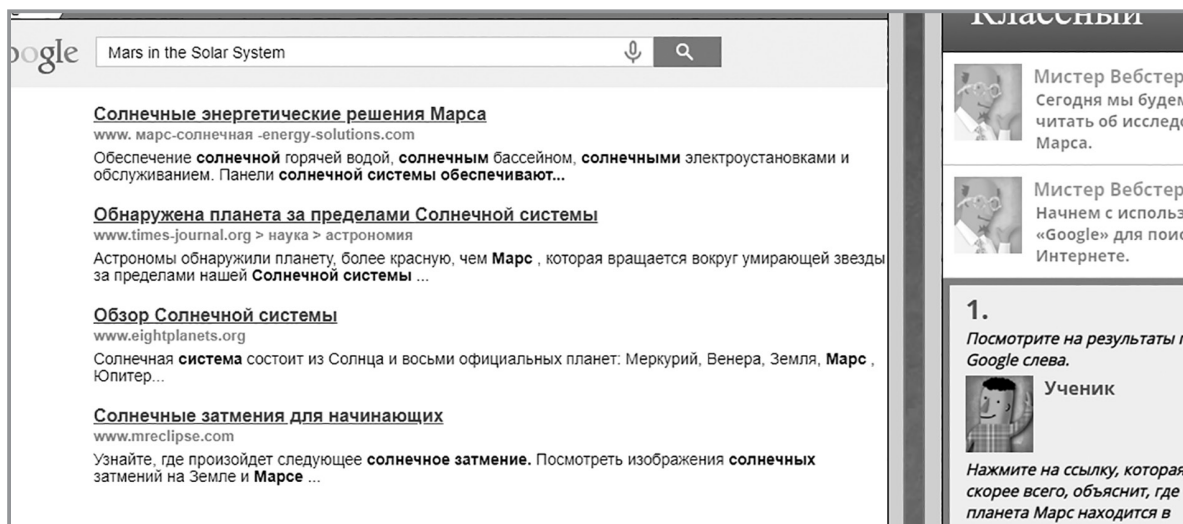 oogle
Mars in the Solar System
Солнечные энергетические решения Марса
www. марс-солнечная -energy-solutions.com
Обеспечение солнечной горячей водой, солнечным бассейном, солнечными электроустановками и
обслуживанием. Панели солнечной системы обеспечивают...
Обнаружена планета за пределами Солнечной системы
www.times-journal.org > наука > астрономия
Астрономы обнаружили планету, более красную, чем Марс , которая вращается вокруг умирающей звезды
за пределами нашей Солнечной системы ...
Обзор Солнечной системы
www.eightplanets.org
Солнечная система состоит из Солнца и восьми официальных планет: Меркурий, Венера, Земля, Марс ,
Юпитер...
Солнечные затмения для начинающих
www.mreclipse.com
Узнайте, где произойдет следующее солнечное затмение. Посмотреть изображения солнечных
затмений на Земле и Марсе ...
Классный
Мистер Вебстер
Сегодня мы будем
читать об исследо
Марса.
Мистер Вебстер
Начнем с использ
«Google» для поис
Интернете.
1.
Посмотрите на результаты п
Google слева.
Ученик
Нажмите на ссылку, которая
скорее всего, объяснит, где
планета Марс находится в